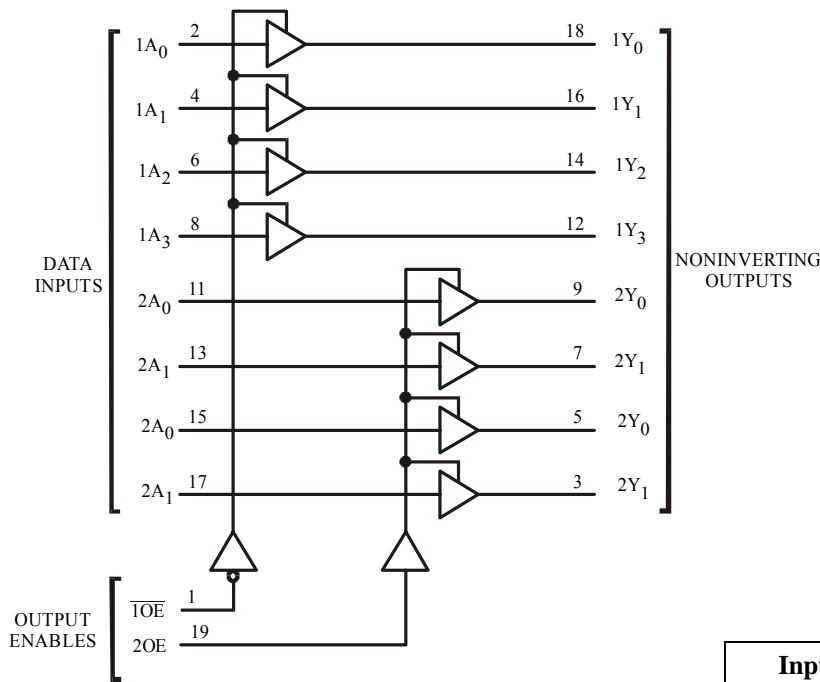 1A0 2 18 1Y0
1A1 4 16 1Y1
1A2 6 14 1Y2
1A3 8 12 1Y3
DATA
INPUTS
NONINVERTING
OUTPUTS
2A0 11 9 2Y0
2A1 13 7 2Y1
2A0 15 5 2Y0
2A1 17 3 2Y1
OUTPUT
ENABLES
1OE 1
2OE 19
Inpu